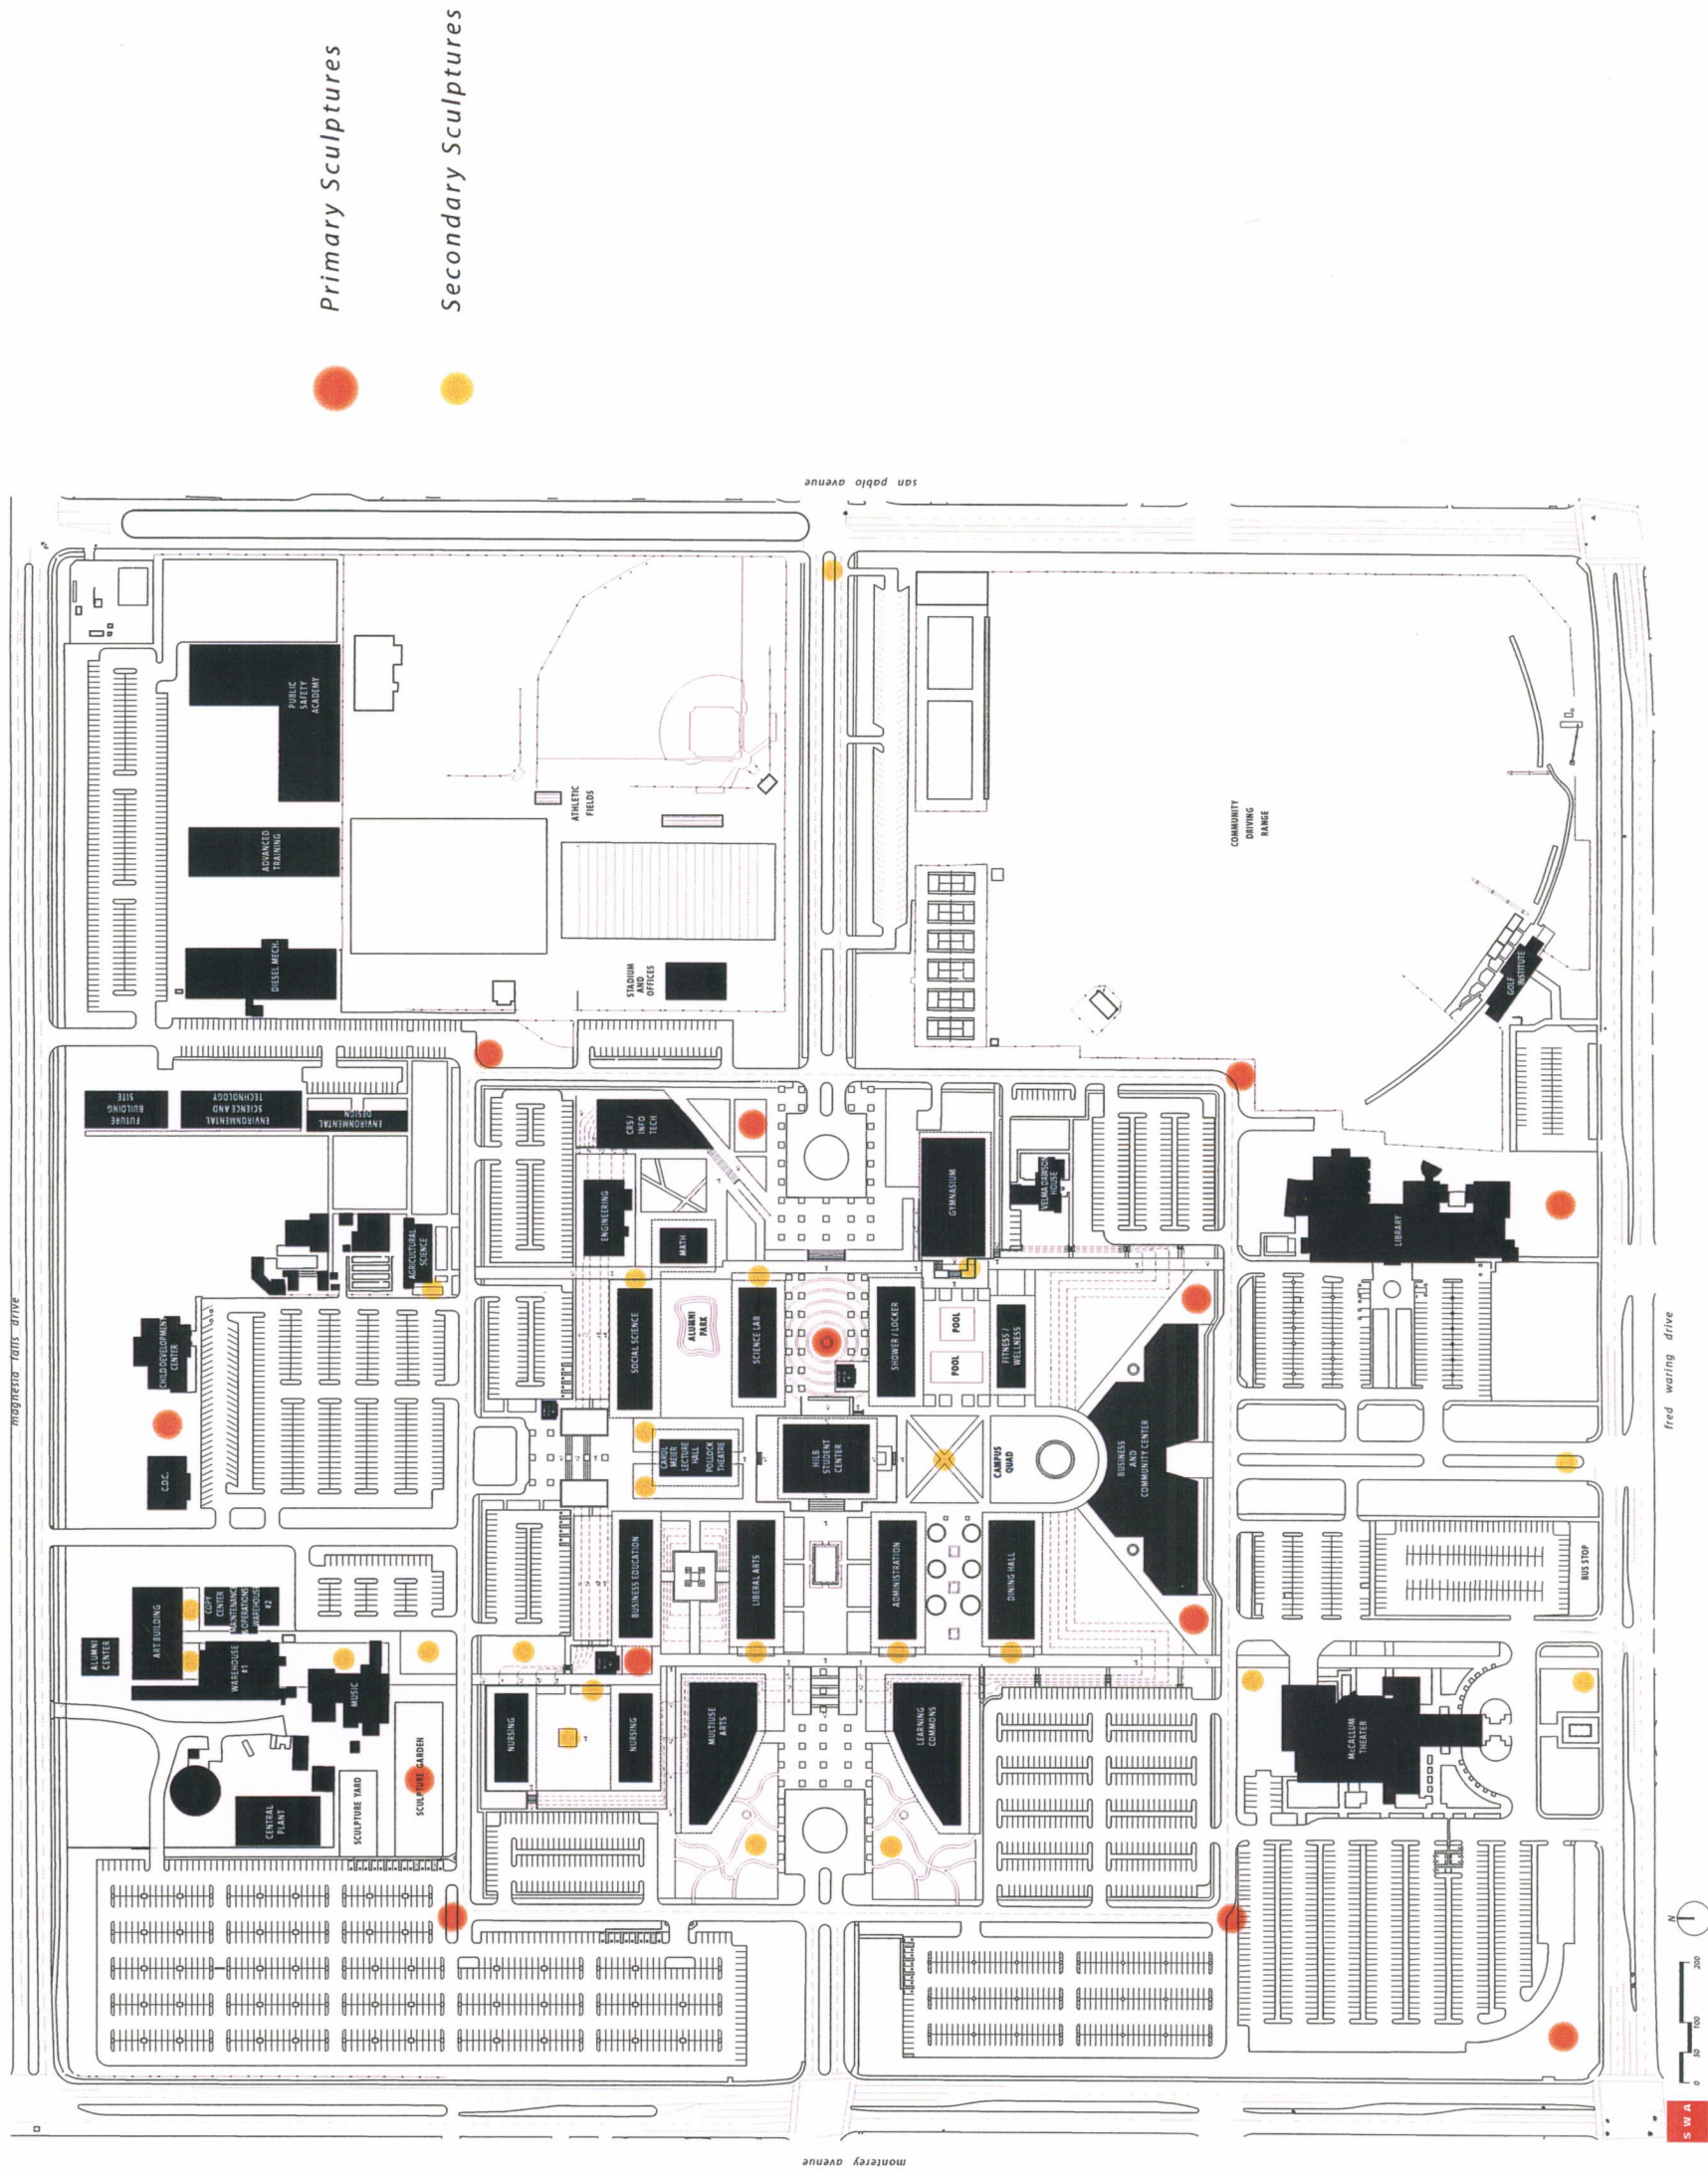 Primary Sculptures
Secondary Sculptures
magnesia falls drive
san pablo avenue
monterey avenue
fred waring drive
PUBLIC
SAFETY
ACADEMY
ADVANCED
TRAINING
DIESEL MECH.
ATHLETIC
FIELDS
STADIUM
AND
OFFICES
COMMUNITY
DRIVING
RANGE
GOLF
INSTITUTE
FUTURE
BUILDING
SITE
ENVIRONMENTAL
SCIENCE AND
TECHNOLOGY
ENVIRONMENTAL
DESIGN
AGRICULTURAL
SCIENCE
CHILD DEVELOPMENT
CENTER
C.D.C.
CRS /
INFO
TECH
ENGINEERING
MATH
GYMNASIUM
VELMA DAWSON
HOUSE
LIBRARY
SOCIAL SCIENCE
ALUMNI
PARK
SCIENCE LAB
SHOWER / LOCKER
POOL
POOL
FITNESS /
WELLNESS
CAROL
MEIER
LECTURE
HALL
POLLOCK
THEATRE
HILB
STUDENT
CENTER
CAMPUS
QUAD
BUSINESS
AND
COMMUNITY CENTER
BUSINESS EDUCATION
LIBERAL ARTS
ADMINISTRATION
DINING HALL
BUS STOP
ALUMNI
CENTER
ART BUILDING
COPY
CENTER
MAINTENANCE
& OPERATIONS
WAREHOUSE
#2
WAREHOUSE
#1
MUSIC
CENTRAL
PLANT
SCULPTURE YARD
SCULPTURE GARDEN
NURSING
NURSING
MULTIUSE
ARTS
LEARNING
COMMONS
McCALLUM
THEATER
N
0 50 100 200
SWA